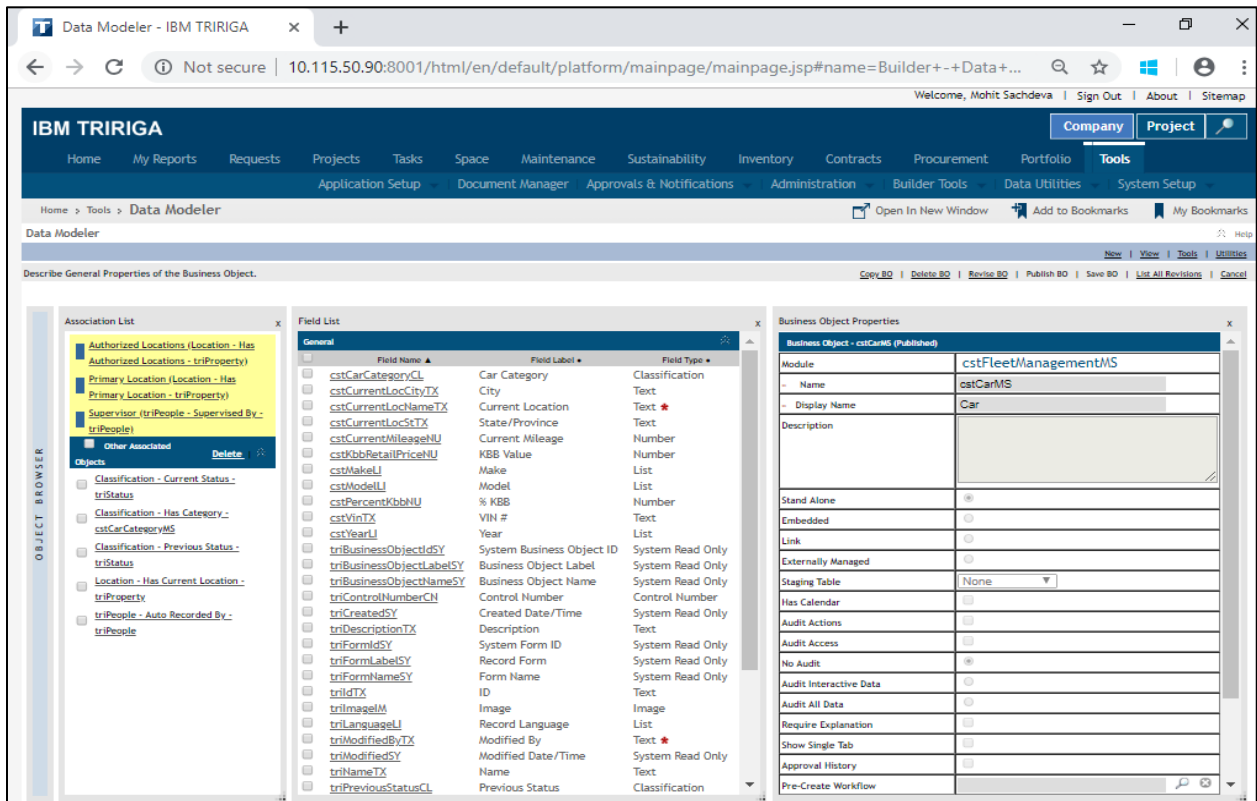 Data Modeler - IBM TRIRIGA
Not secure | 10.115.50.90:8001/html/en/default/platform/mainpage/mainpage.jsp#name=Builder+-+Data+...
Welcome, Mohit Sachdeva | Sign Out | About | Sitemap
IBM TRIRIGA
Company Project
Home My Reports Requests Projects Tasks Space Maintenance Sustainability Inventory Contracts Procurement Portfolio Tools
Application Setup Document Manager Approvals & Notifications Administration Builder Tools Data Utilities System Setup
Home > Tools > Data Modeler Open In New Window Add to Bookmarks My Bookmarks
Data Modeler Help
New | View | Tools | Utilities
Describe General Properties of the Business Object. Copy BO | Delete BO | Revise BO | Publish BO | Save BO | List All Revisions | Cancel
OBJECT BROWSER
Association List x
Authorized Locations (Location - Has
Authorized Locations - triProperty)
Primary Location (Location - Has
Primary Location - triProperty)
Supervisor (triPeople - Supervised By -
triPeople)
Other Associated
Objects Delete
Classification - Current Status -
triStatus
Classification - Has Category -
cstCarCategoryMS
Classification - Previous Status -
triStatus
Location - Has Current Location -
triProperty
triPeople - Auto Recorded By -
triPeople
Field List x
General
Field Name ▲ Field Label • Field Type •
cstCarCategoryCL Car Category Classification
cstCurrentLocCityTX City Text
cstCurrentLocNameTX Current Location Text *
cstCurrentLocStTX State/Province Text
cstCurrentMileageNU Current Mileage Number
cstKbbRetailPriceNU KBB Value Number
cstMakeLI Make List
cstModelLI Model List
cstPercentKbbNU % KBB Number
cstVinTX VIN # Text
cstYearLI Year List
triBusinessObjectIdSY System Business Object ID System Read Only
triBusinessObjectLabelSY Business Object Label System Read Only
triBusinessObjectNameSY Business Object Name System Read Only
triControlNumberCN Control Number Control Number
triCreatedSY Created Date/Time System Read Only
triDescriptionTX Description Text
triFormIdSY System Form ID System Read Only
triFormLabelSY Record Form System Read Only
triFormNameSY Form Name System Read Only
triIdTX ID Text
triImageIM Image Image
triLanguageLI Record Language List
triModifiedByTX Modified By Text *
triModifiedSY Modified Date/Time System Read Only
triNameTX Name Text
triPreviousStatusCL Previous Status Classification
Business Object Properties x
Business Object - cstCarMS (Published)
Module cstFleetManagementMS
- Name cstCarMS
- Display Name Car
Description
Stand Alone
Embedded
Link
Externally Managed
Staging Table None
Has Calendar
Audit Actions
Audit Access
No Audit
Audit Interactive Data
Audit All Data
Require Explanation
Show Single Tab
Approval History
Pre-Create Workflow